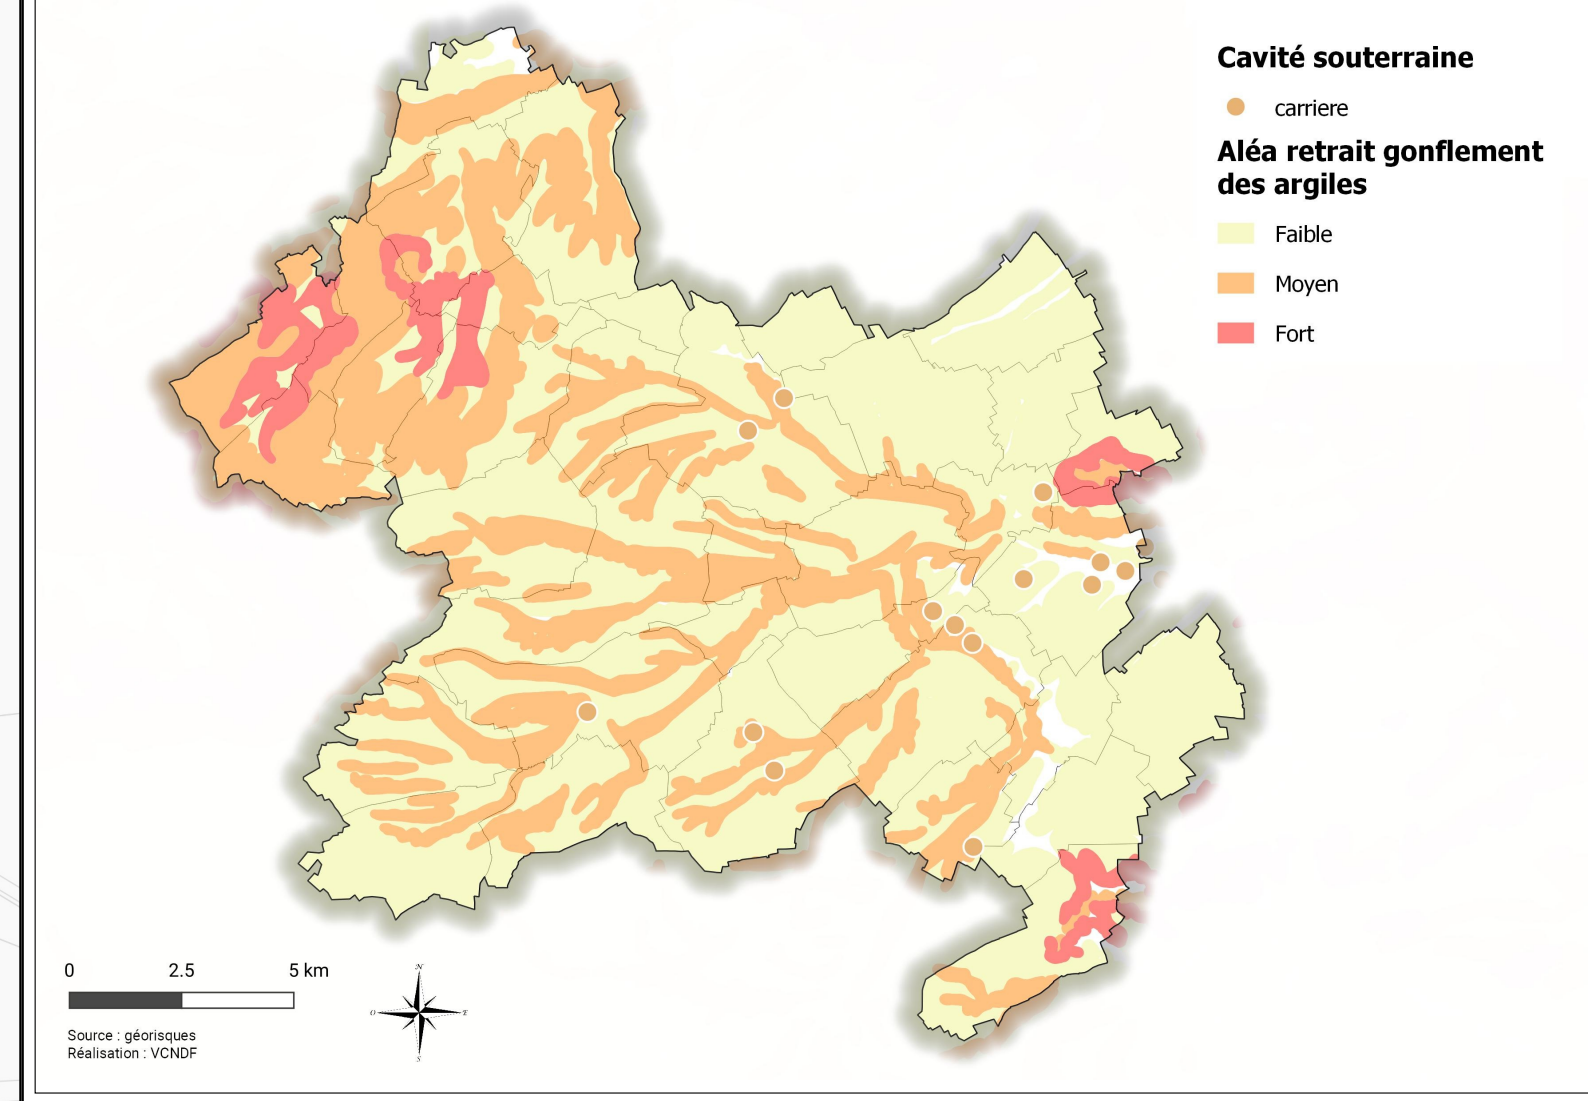 Cavité souterraine
carriere
Aléa retrait gonflement
des argiles
Faible
Moyen
Fort
0 2.5 5 km
Source : géorisques
Réalisation : VCNDF
N
O E
S